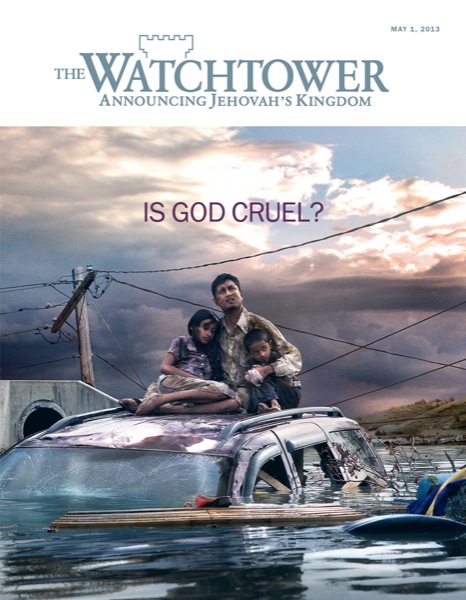 MAY 1, 2013
THE WATCHTOWER
ANNOUNCING JEHOVAH'S KINGDOM
IS GOD CRUEL?